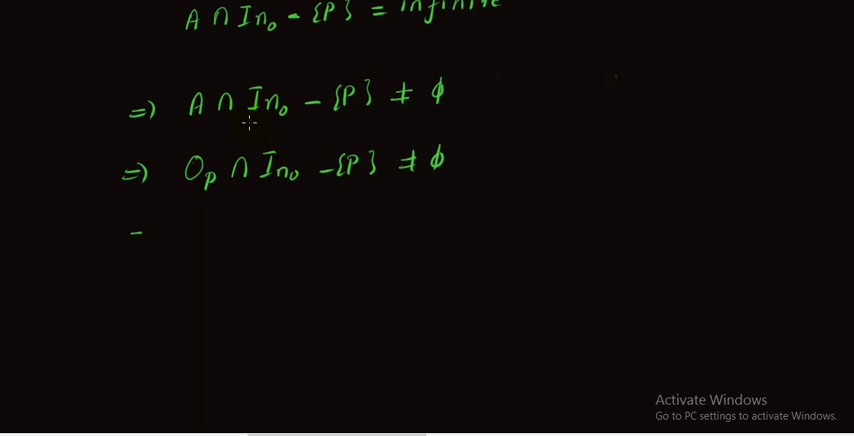 A ∩ In₀ - {P} = infinite
=> A ∩ In₀ - {P} ≠ ϕ
=> Oₚ ∩ In₀ - {P} ≠ ϕ
-
Activate Windows
Go to PC settings to activate Windows.